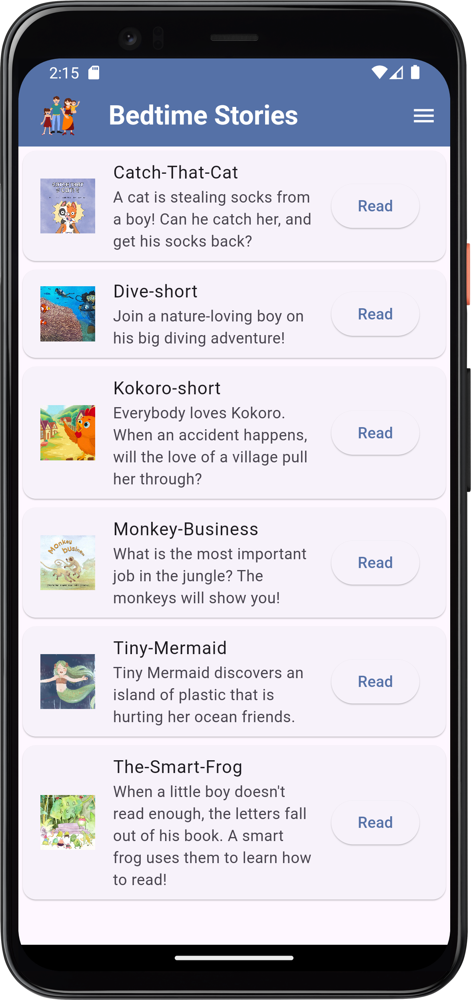 2:15
Bedtime Stories
Catch-That-Cat
A cat is stealing socks from
a boy! Can he catch her, and
get his socks back?
Read
CATCH THAT
CAT!
Dive-short
Join a nature-loving boy on
his big diving adventure!
Read
Kokoro-short
Everybody loves Kokoro.
When an accident happens,
will the love of a village pull
her through?
Read
Monkey-Business
What is the most important
job in the jungle? The
monkeys will show you!
Read
Monkey
Tiny-Mermaid
Tiny Mermaid discovers an
island of plastic that is
hurting her ocean friends.
Read
The-Smart-Frog
When a little boy doesn't
read enough, the letters fall
out of his book. A smart
frog uses them to learn how
to read!
Read
a ă â
b c d